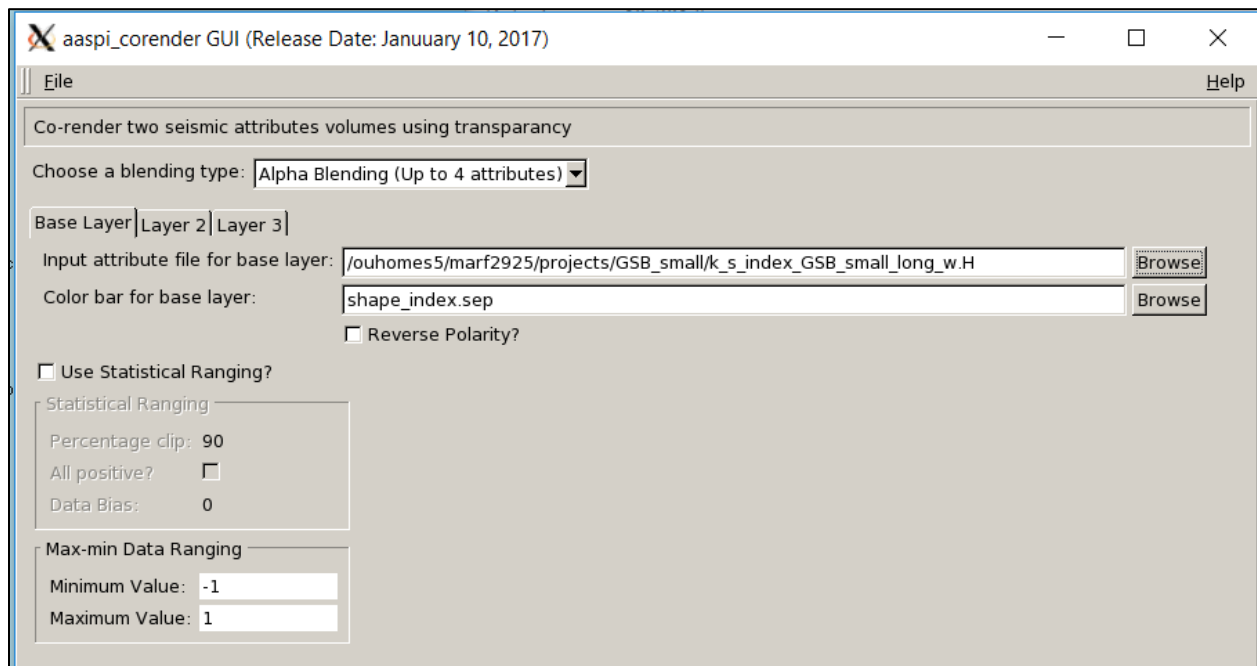 aaspi_corender GUI (Release Date: Januuary 10, 2017)
File Help
Co-render two seismic attributes volumes using transparancy
Choose a blending type: Alpha Blending (Up to 4 attributes)
Base Layer Layer 2 Layer 3
Input attribute file for base layer: /ouhomes5/marf2925/projects/GSB_small/k_s_index_GSB_small_long_w.H Browse
Color bar for base layer: shape_index.sep Browse
Reverse Polarity?
Use Statistical Ranging?
Statistical Ranging
Percentage clip: 90
All positive?
Data Bias: 0
Max-min Data Ranging
Minimum Value: -1
Maximum Value: 1